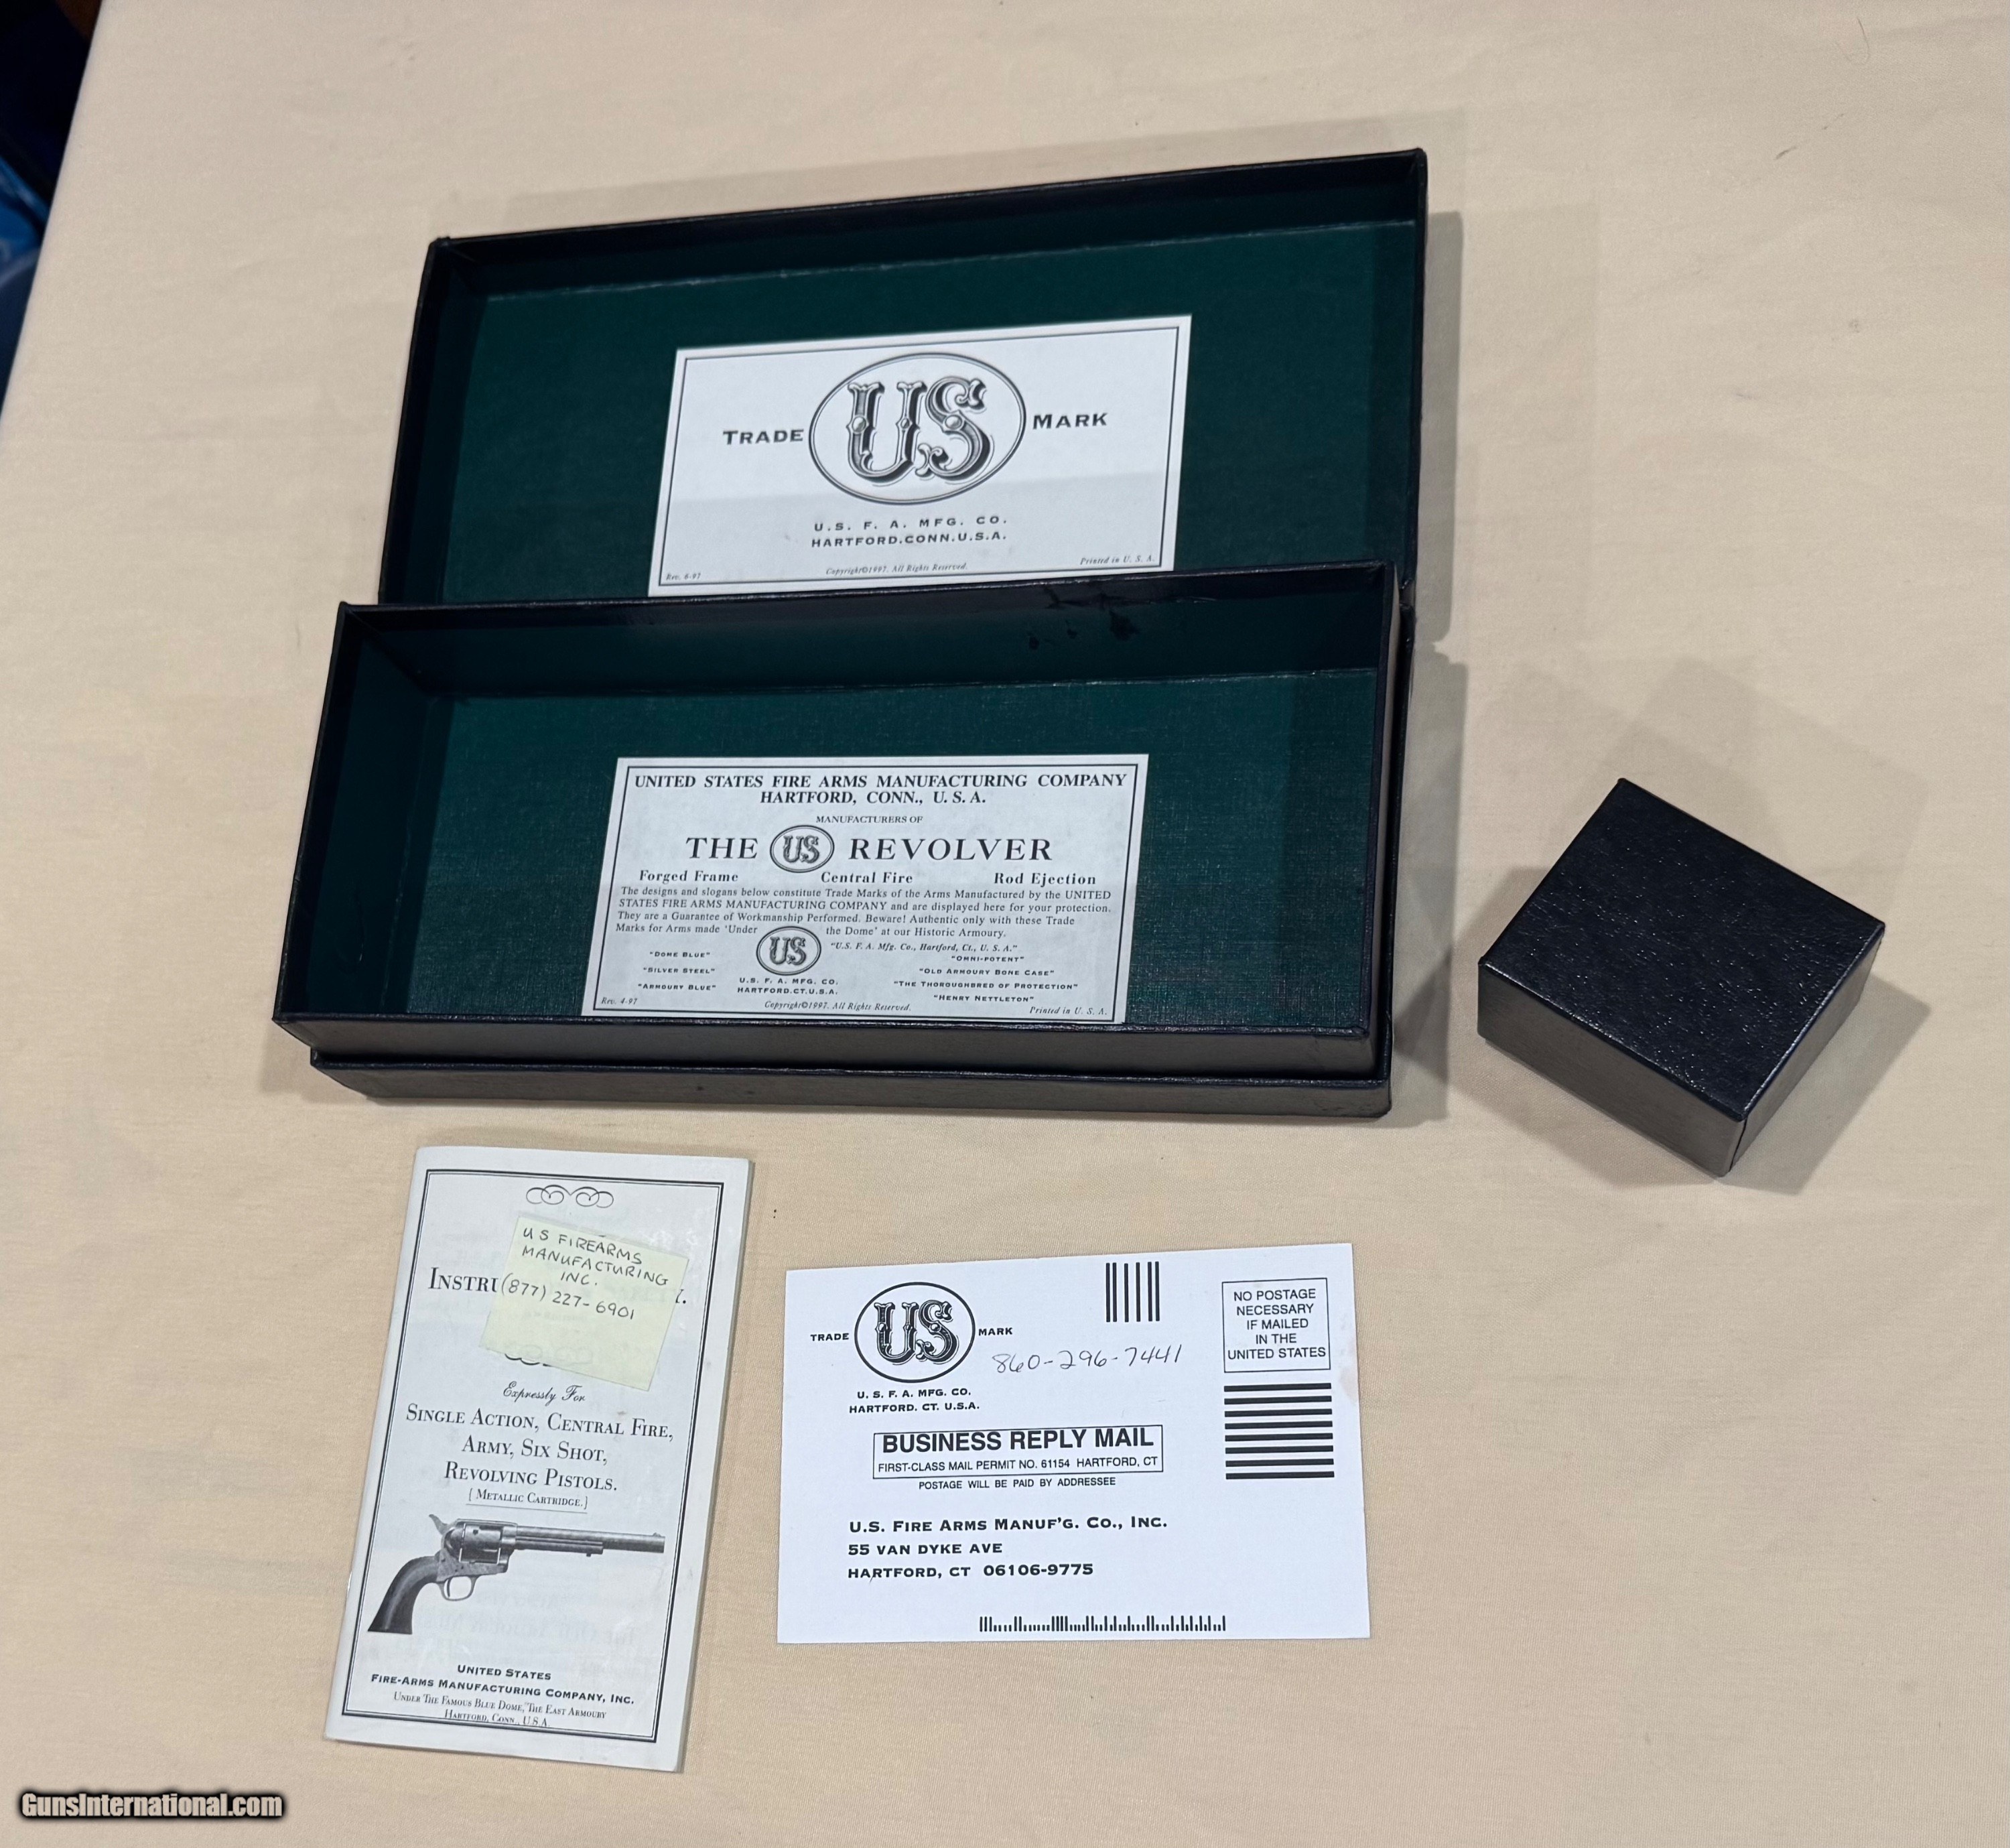 TRADE US MARK
U.S. F. A. MFG. CO.
HARTFORD.CONN.U.S.A.
Rev. 6-97 Copyright©1997. All Rights Reserved. Printed in U. S. A.
UNITED STATES FIRE ARMS MANUFACTURING COMPANY
HARTFORD, CONN., U. S. A.
MANUFACTURERS OF
THE US REVOLVER
Forged Frame Central Fire Rod Ejection
The designs and slogans below constitute Trade Marks of the Arms Manufactured by the UNITED
STATES FIRE ARMS MANUFACTURING COMPANY and are displayed here for your protection.
They are a Guarantee of Workmanship Performed. Beware! Authentic only with these Trade
Marks for Arms made 'Under the Dome' at our Historic Armoury.
US
"U.S. F. A. Mfg. Co., Hartford, Ct., U. S. A."
"DOME BLUE" "OMNI-POTENT"
"SILVER STEEL" "OLD ARMOURY BONE CASE"
"ARMOURY BLUE" U.S. F. A. MFG. CO. "THE THOROUGHBRED OF PROTECTION"
HARTFORD.CT.U.S.A. "HENRY NETTLETON"
Rev. 4-97 Copyright©1997. All Rights Reserved. Printed in U. S. A.
U S FIREARMS
MANUFACTURING
INC.
(877) 227-6901
Expressly For
SINGLE ACTION, CENTRAL FIRE,
ARMY, SIX SHOT,
REVOLVING PISTOLS.
[METALLIC CARTRIDGE.]
UNITED STATES
FIRE-ARMS MANUFACTURING COMPANY, INC.
UNDER THE FAMOUS BLUE DOME, THE EAST ARMOURY
HARTFORD, CONN., U.S.A.
TRADE US MARK
860-296-7441
U. S. F. A. MFG. CO.
HARTFORD. CT. U.S.A.
NO POSTAGE
NECESSARY
IF MAILED
IN THE
UNITED STATES
BUSINESS REPLY MAIL
FIRST-CLASS MAIL PERMIT NO. 61154 HARTFORD, CT
POSTAGE WILL BE PAID BY ADDRESSEE
U.S. FIRE ARMS MANUF'G. CO., INC.
55 VAN DYKE AVE
HARTFORD, CT 06106-9775
GunsInternational.com